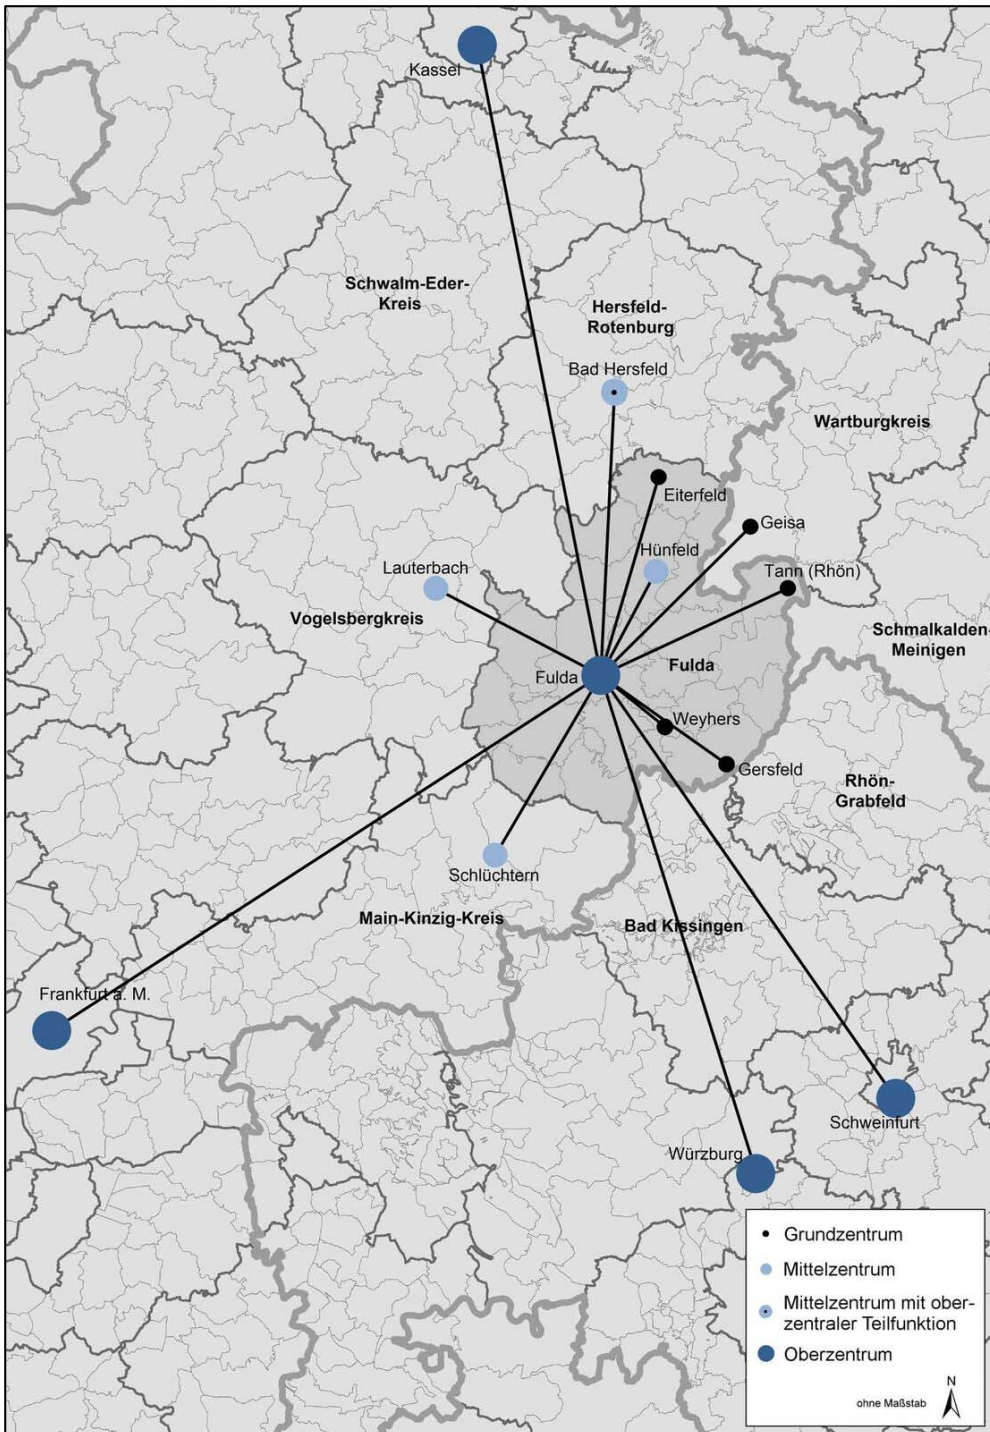 Kassel
Schwalm-Eder-
Kreis
Hersfeld-
Rotenburg
Bad Hersfeld
Wartburgkreis
Eiterfeld
Geisa
Hünfeld
Lauterbach
Tann (Rhön)
Vogelsbergkreis
Schmalkalden-
Meinigen
Fulda
Fulda
Weyhers
Gersfeld
Rhön-
Grabfeld
Schlüchtern
Main-Kinzig-Kreis
Bad Kissingen
Frankfurt a. M.
Schweinfurt
Würzburg
Grundzentrum
Mittelzentrum
Mittelzentrum mit ober-
zentraler Teilfunktion
Oberzentrum
N
ohne Maßstab